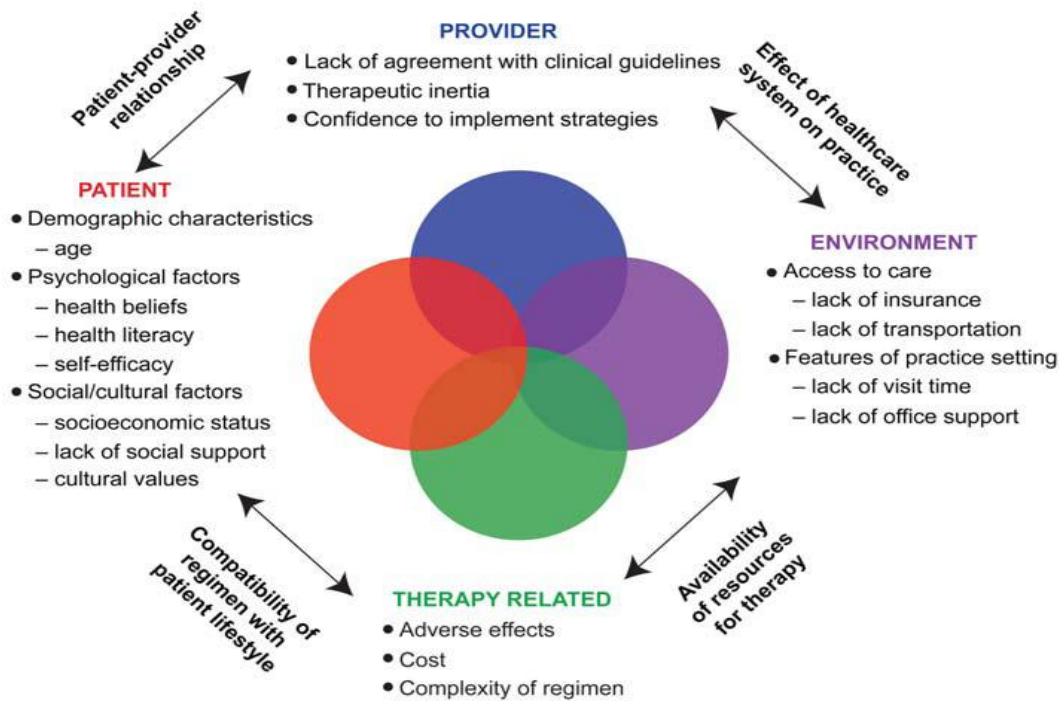 PROVIDER
• Lack of agreement with clinical guidelines
• Therapeutic inertia
• Confidence to implement strategies
Patient-provider
relationship
Effect of healthcare
system on practice
PATIENT
• Demographic characteristics
– age
• Psychological factors
– health beliefs
– health literacy
– self-efficacy
• Social/cultural factors
– socioeconomic status
– lack of social support
– cultural values
ENVIRONMENT
• Access to care
– lack of insurance
– lack of transportation
• Features of practice setting
– lack of visit time
– lack of office support
Compatibility of
regimen with
patient lifestyle
Availability
of resources
for therapy
THERAPY RELATED
• Adverse effects
• Cost
• Complexity of regimen